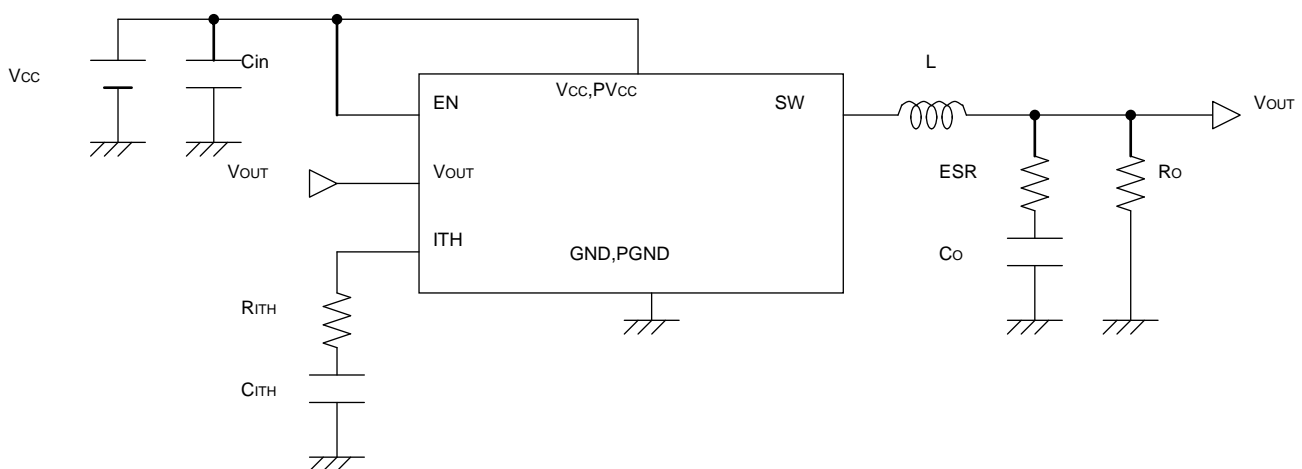 Cin
L
VCC
VCC,PVCC
EN
SW
VOUT
VOUT
VOUT
ESR
RO
ITH
GND,PGND
CO
RITH
CITH